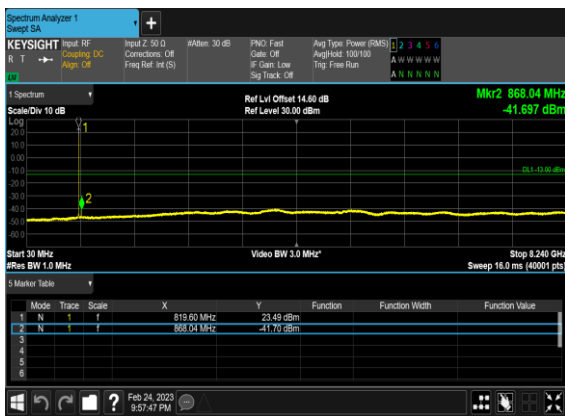 Spectrum Analyzer 1
Swept SA
KEYSIGHT
R T
Input: RF
Coupling: DC
Align: Off
Input Z: 50 Ω
Corrections: Off
Freq Ref: Int (S)
#Atten: 30 dB
PNO: Fast
Gate: Off
IF Gain: Low
Sig Track: Off
Avg Type: Power (RMS)
Avg|Hold: 100/100
Trig: Free Run
1 2 3 4 5 6
A W W W W W
A N N N N N
1 Spectrum
Scale/Div 10 dB
Ref Lvl Offset 14.60 dB
Ref Level 30.00 dBm
Mkr2 868.04 MHz
-41.697 dBm
Log
20.0
10.0
0.00
-10.0
-20.0
-30.0
-40.0
-50.0
-60.0
1
2
DL1 -13.00 dBm
Start 30 MHz
#Res BW 1.0 MHz
Video BW 3.0 MHz*
Stop 8.240 GHz
Sweep 16.0 ms (40001 pts)
5 Marker Table
Mode Trace Scale X Y Function Function Width Function Value
1 N 1 f 819.60 MHz 23.49 dBm
2 N 1 f 868.04 MHz -41.70 dBm
3
4
5
6
?
Feb 24, 2023
9:57:47 PM